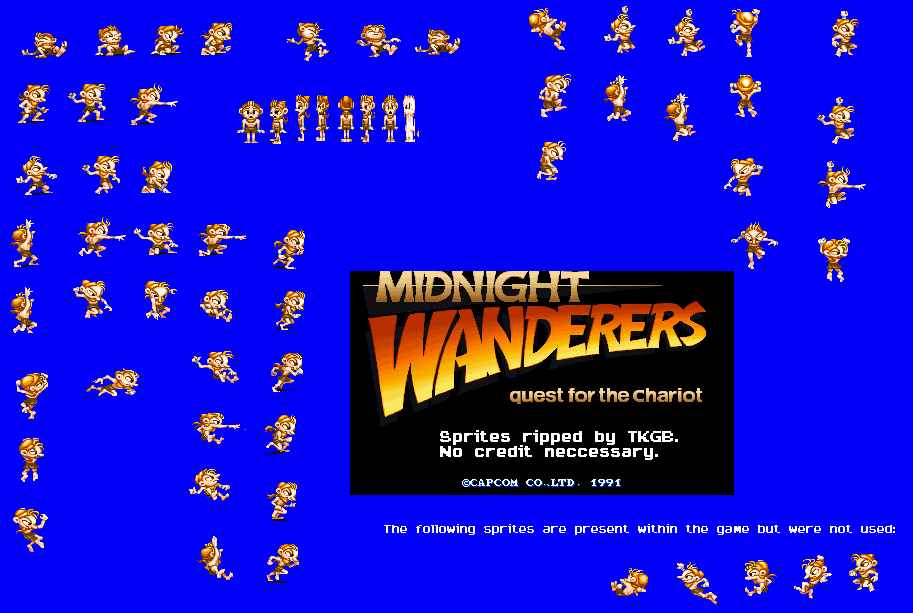 MIDNIGHT
WANDERERS
quest for the Chariot
Sprites ripped by TKGB.
No credit neccessary.
©CAPCOM CO.,LTD. 1991
The following sprites are present within the game but were not used: